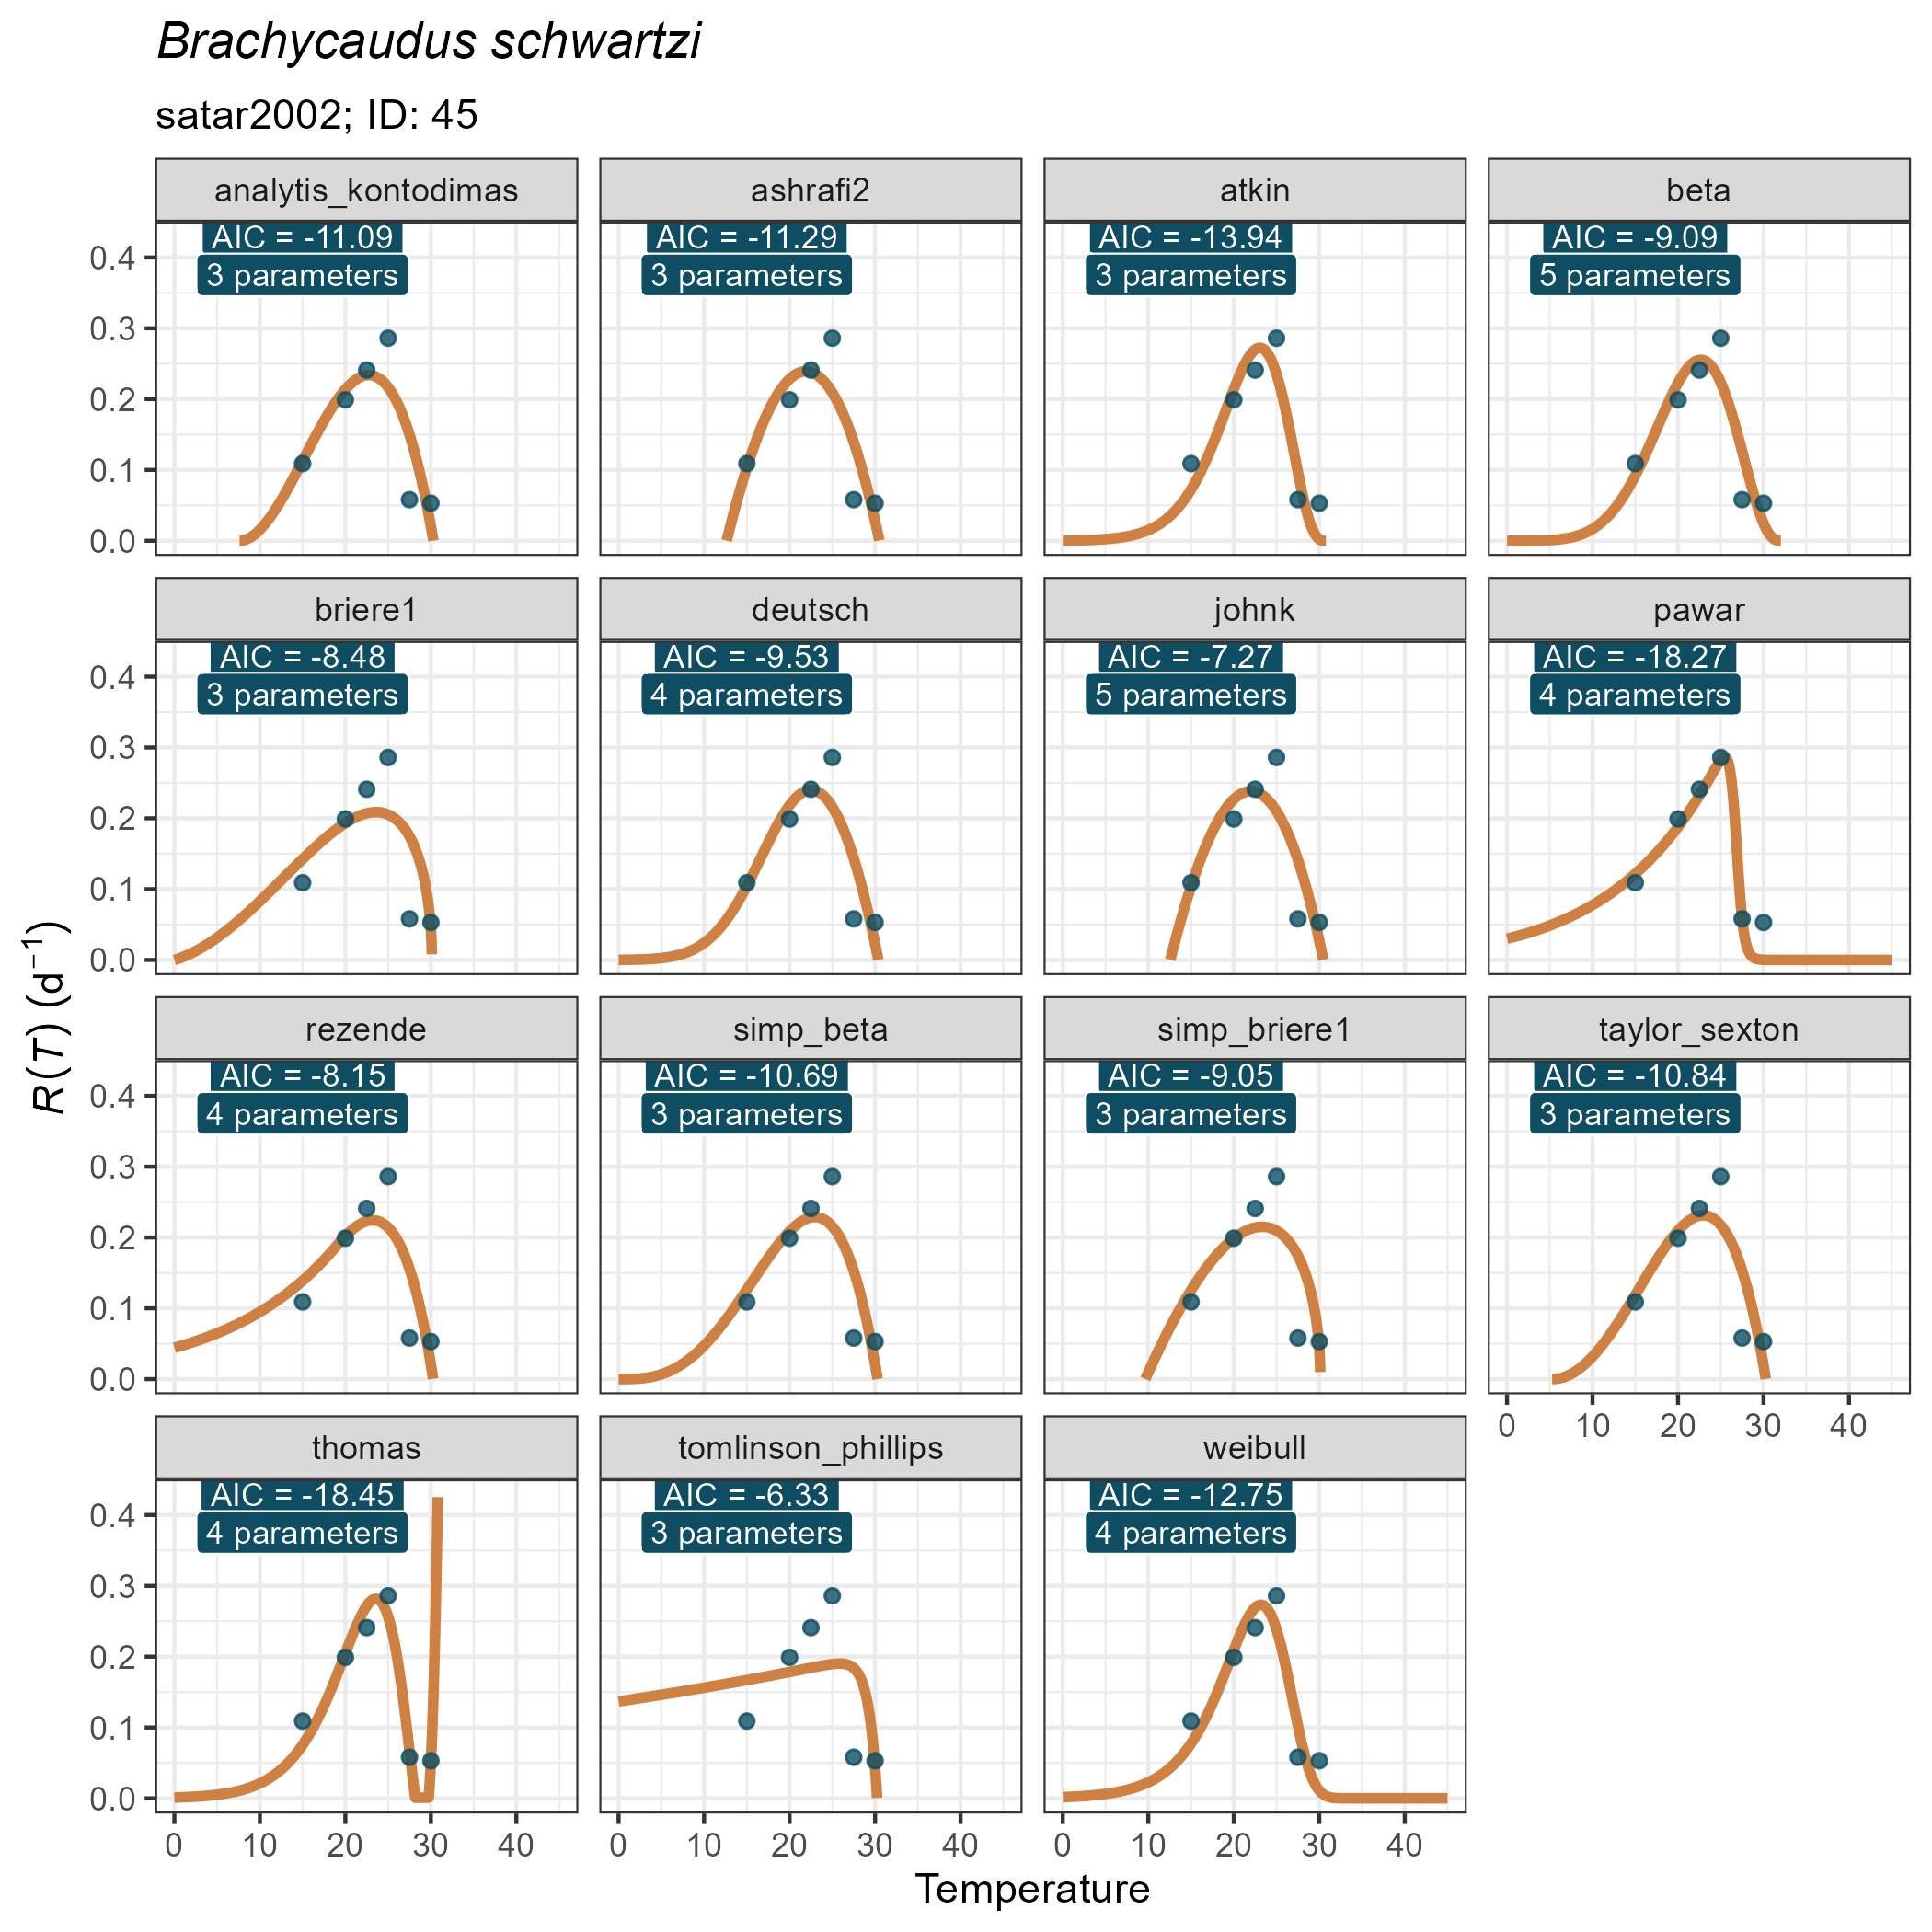 Brachycaudus schwartzi
satar2002; ID: 45
analytis_kontodimas
ashrafi2
atkin
beta
AIC = -11.09
3 parameters
AIC = -11.29
3 parameters
AIC = -13.94
3 parameters
AIC = -9.09
5 parameters
0.4
0.3
0.2
0.1
0.0
briere1
deutsch
johnk
pawar
AIC = -8.48
3 parameters
AIC = -9.53
4 parameters
AIC = -7.27
5 parameters
AIC = -18.27
4 parameters
0.4
0.3
0.2
0.1
0.0
R(T) (d⁻¹)
rezende
simp_beta
simp_briere1
taylor_sexton
AIC = -8.15
4 parameters
AIC = -10.69
3 parameters
AIC = -9.05
3 parameters
AIC = -10.84
3 parameters
0.4
0.3
0.2
0.1
0.0
0 10 20 30 40
thomas
tomlinson_phillips
weibull
AIC = -18.45
4 parameters
AIC = -6.33
3 parameters
AIC = -12.75
4 parameters
0.4
0.3
0.2
0.1
0.0
0 10 20 30 40
0 10 20 30 40
0 10 20 30 40
Temperature